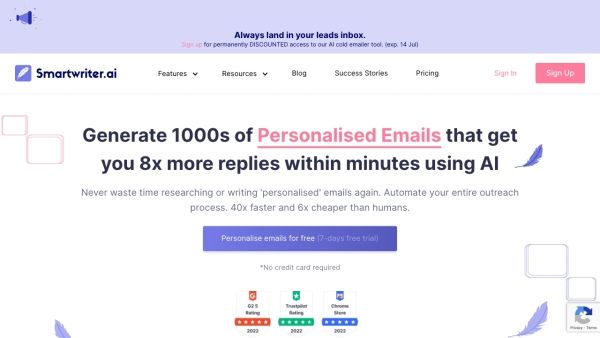 Always land in your leads inbox.
Sign up for permanently DISCOUNTED access to our AI cold emailer tool. (exp. 14 Jul)
Smartwriter.ai Features Resources Blog Success Stories Pricing Sign In Sign Up
Generate 1000s of Personalised Emails that get
you 8x more replies within minutes using AI
Never waste time researching or writing 'personalised' emails again. Automate your entire outreach
process. 40x faster and 6x cheaper than humans.
Personalise emails for free (7-days free trial)
*No credit card required
G2 5 Trustpilot Chrome
Rating Rating Store
2022 2022 2022
Privacy - Terms